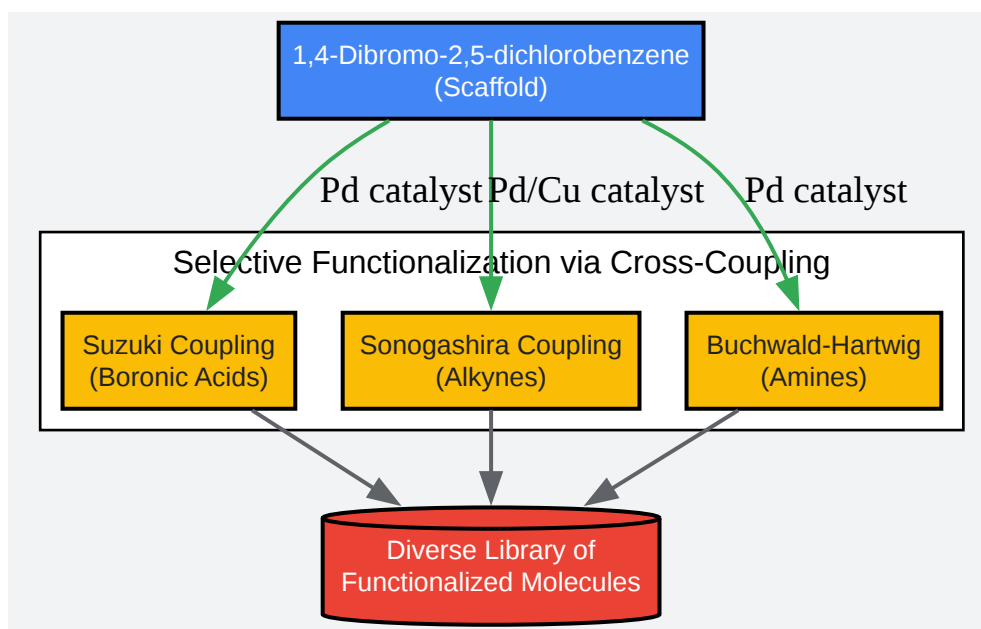 1,4-Dibromo-2,5-dichlorobenzene
(Scaffold)
Pd catalyst
Pd/Cu catalyst
Pd catalyst
Selective Functionalization via Cross-Coupling
Suzuki Coupling
(Boronic Acids)
Sonogashira Coupling
(Alkynes)
Buchwald-Hartwig
(Amines)
Diverse Library of
Functionalized Molecules